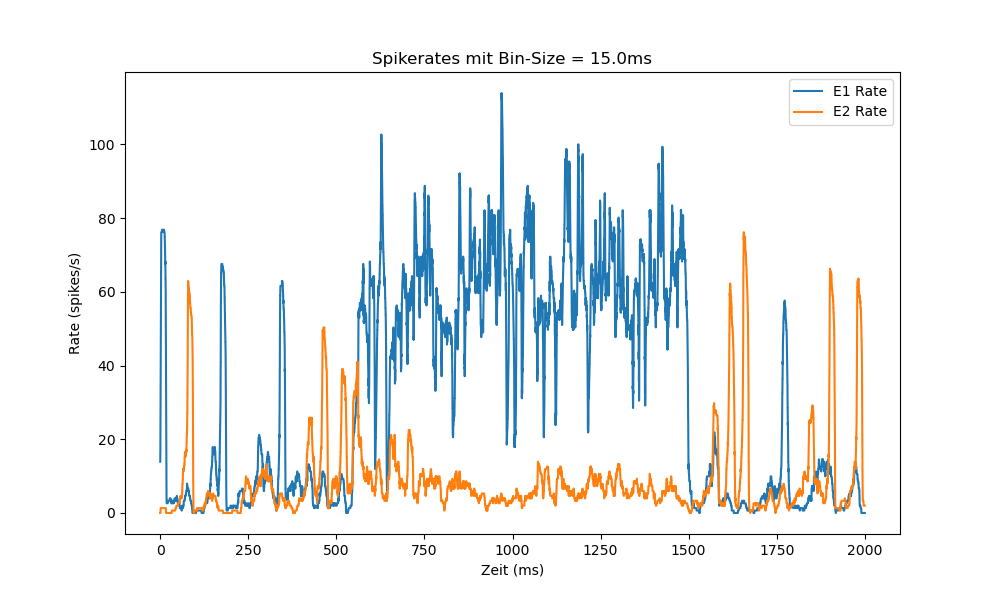 Spikerates mit Bin-Size = 15.0ms
E1 Rate
E2 Rate
Rate (spikes/s)
100
80
60
40
20
0
0 250 500 750 1000 1250 1500 1750 2000
Zeit (ms)